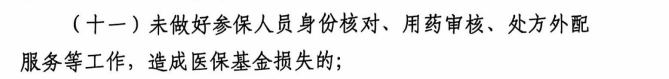 （十一）未做好参保人员身份核对、用药审核、处方外配
服务等工作，造成医保基金损失的；